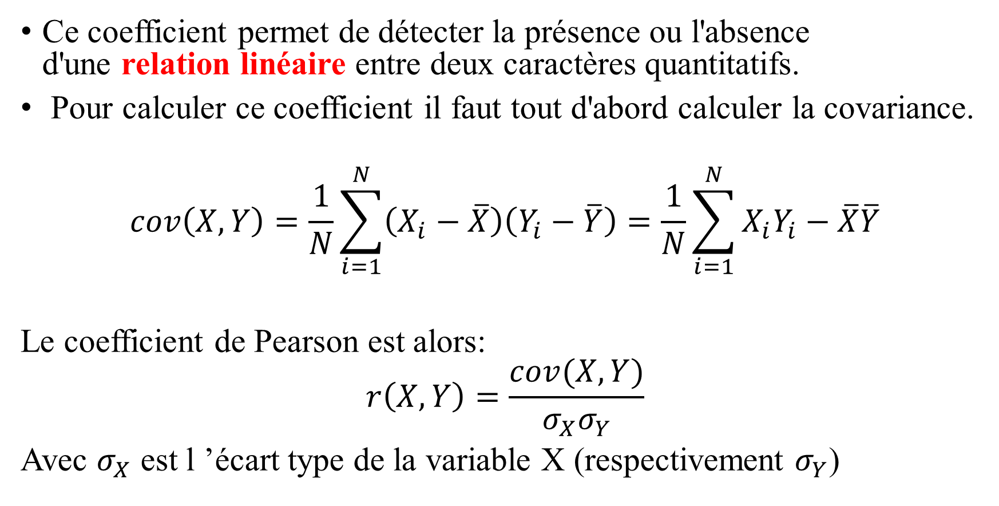 • Ce coefficient permet de détecter la présence ou l'absence
d'une relation linéaire entre deux caractères quantitatifs.
• Pour calculer ce coefficient il faut tout d'abord calculer la covariance.
$cov(X,Y) = \frac{1}{N}\sum_{i=1}^{N}(X_i - \bar{X})(Y_i - \bar{Y}) = \frac{1}{N}\sum_{i=1}^{N} X_i Y_i - \bar{X}\bar{Y}$
Le coefficient de Pearson est alors:
$r(X,Y) = \frac{cov(X,Y)}{\sigma_X \sigma_Y}$
Avec $\sigma_X$ est l ’écart type de la variable X (respectivement $\sigma_Y$)